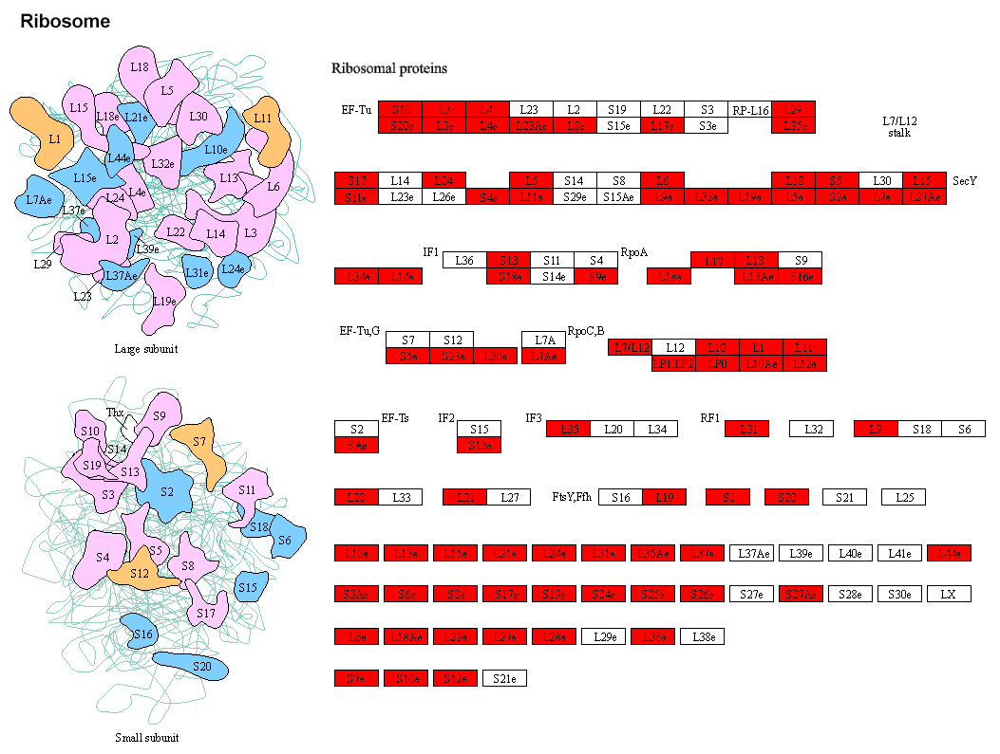 Ribosome
Ribosomal proteins
L18
L5
L15
L18e
L21e
L30
L11
L1
L44e
L10e
L32e
L15e
L13
L6
L7Ae
L24
L4e
L37e
L2
L22
L14
L3
L39e
L29
L37Ae
L31e
L24e
L23
L19e
Large subunit
Thx
S9
S10
S7
S14
S19
S13
S3
S2
S11
S18
S6
S4
S5
S12
S8
S15
S17
S16
S20
Small subunit
EF-Tu S10 L3 L4 L23 L2 S19 L22 S3 RP-L16 L29
S20e L3e L4e L23Ae L8e S15e L17e S3e L35e
L7/L12
stalk
S17 L14 L24 L5 S14 S8 L6 L18 S5 L30 L15 SecY
S11e L23e L26e S4e L11e S29e S15Ae L9e L32e L19e L5e S2e L7e L27Ae
IF1 L36 S13 S11 S4 RpoA L17 L13 S9
L34e L14e S18e S14e S9e L18e L13Ae S16e
EF-Tu,G S7 S12 L7A RpoC,B L7/L12 L12 L10 L1 L11
S5e S23e L30e L7Ae LP1,LP2 LP0 L10Ae L12e
S2 EF-Ts IF2 S15 IF3 L35 L20 L34 RF1 L31 L32 L9 S18 S6
SAe S13e
L28 L33 L21 L27 FtsY,Ffh S16 L19 S1 S20 S21 L25
L10e L13e L15e L21e L24e L31e L35Ae L37e L37Ae L39e L40e L41e L44e
S3Ae S6e S8e S17e S19e S24e S25e S26e S27e S27Ae S28e S30e LX
L6e L18Ae L22e L27e L28e L29e L36e L38e
S7e S10e S12e S21e